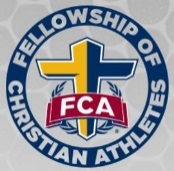 FELLOWSHIP OF
CHRISTIAN ATHLETES
FCA
®